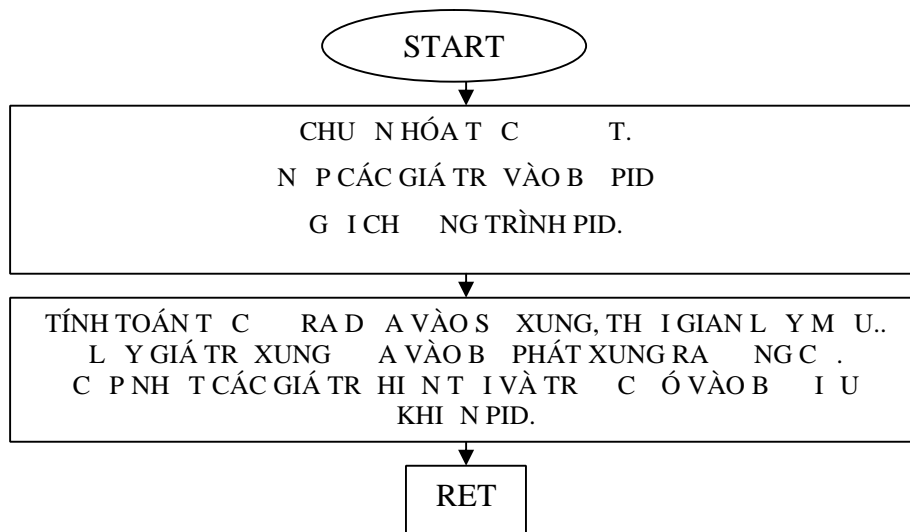 START
CHU N HÓA T C T.
N P CÁC GIÁ TR VÀO B PID
G I CH NG TRÌNH PID.
TÍNH TOÁN T C RA D A VÀO S XUNG, TH I GIAN L Y M U..
L Y GIÁ TR XUNG A VÀO B PHÁT XUNG RA NG C .
C P NH T CÁC GIÁ TR HI N T I VÀ TR C Ó VÀO B I U
KHI N PID.
RET